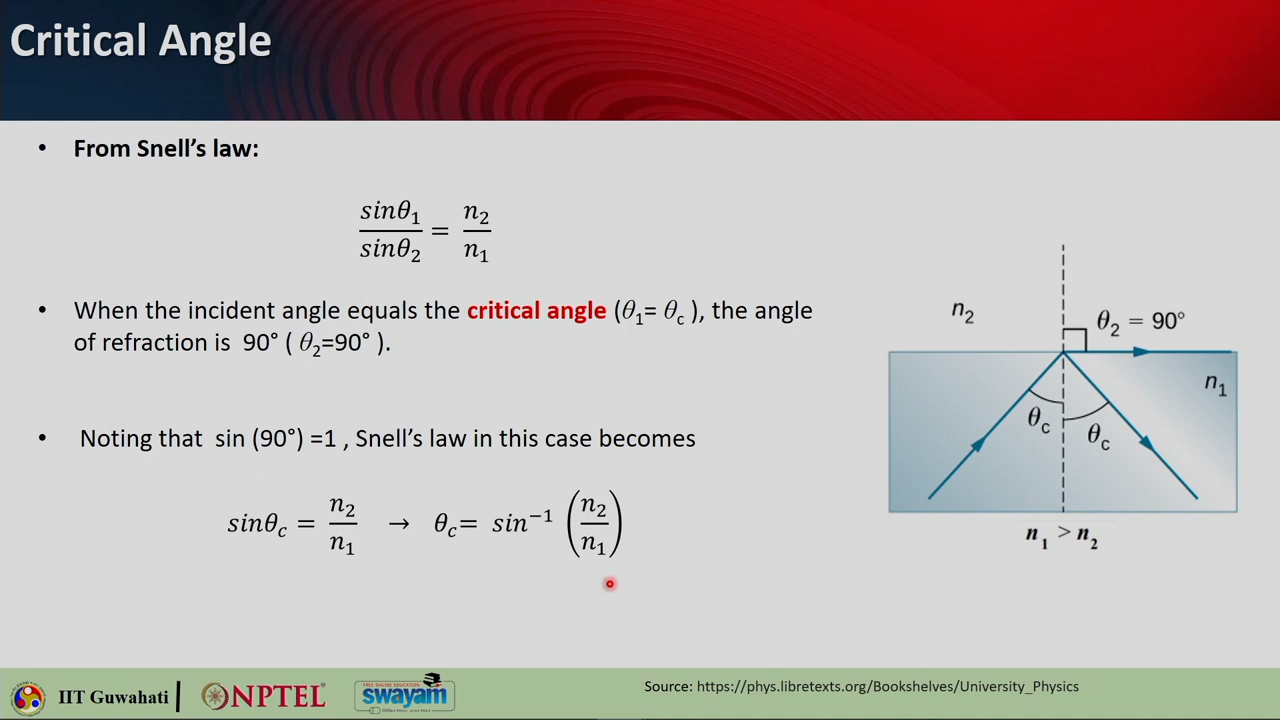 Critical Angle
• From Snell's law:
sinθ₁/sinθ₂ = n₂/n₁
• When the incident angle equals the critical angle (θ₁= θc ), the angle
of refraction is 90° ( θ₂=90° ).
• Noting that sin (90°) =1 , Snell's law in this case becomes
sinθc = n₂/n₁ → θc= sin⁻¹ (n₂/n₁)
n₂
θ₂ = 90°
n₁
θc
θc
n₁ > n₂
IIT Guwahati
NPTEL
FREE ONLINE EDUCATION
swayam
Source: https://phys.libretexts.org/Bookshelves/University_Physics